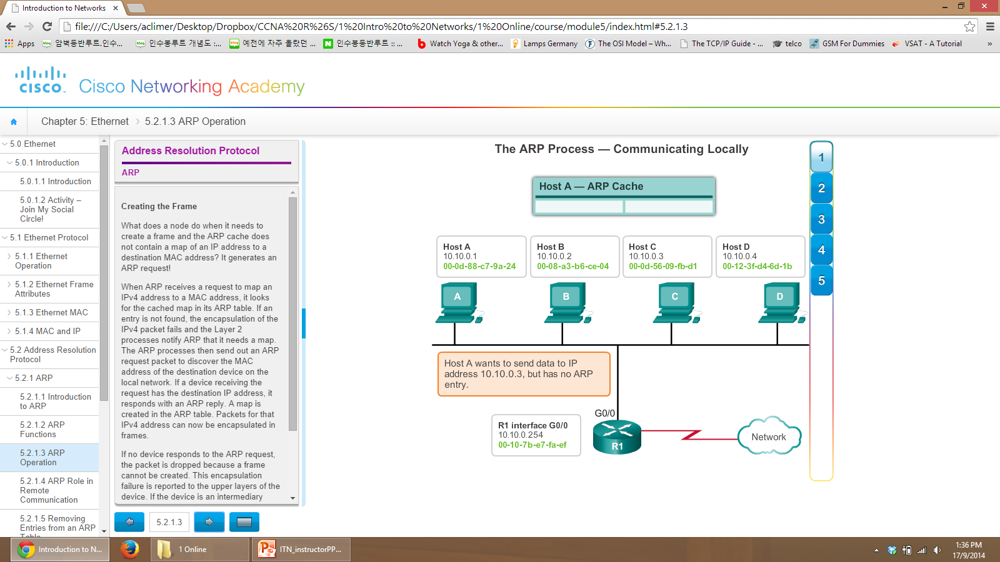 Introduction to Networks
file:///C:/Users/aclimer/Desktop/Dropbox/CCNA%20R%26S/1%20Intro%20to%20Networks/1%20Online/course/module5/index.html#5.2.1.3
Apps
암벽등반루트.인수...
인수봉루트 개념도 :...
예전에 자주 올랐던 ...
인수봉등반루트 :: ...
Watch Yoga & other...
Lamps Germany
The OSI Model – Wh...
The TCP/IP Guide - ...
telco
GSM For Dummies
VSAT - A Tutorial
»
cisco
Cisco Networking Academy
Chapter 5: Ethernet
5.2.1.3 ARP Operation
5.0 Ethernet
5.0.1 Introduction
5.0.1.1 Introduction
5.0.1.2 Activity –
Join My Social
Circle!
5.1 Ethernet Protocol
5.1.1 Ethernet
Operation
5.1.2 Ethernet Frame
Attributes
5.1.3 Ethernet MAC
5.1.4 MAC and IP
5.2 Address Resolution
Protocol
5.2.1 ARP
5.2.1.1 Introduction
to ARP
5.2.1.2 ARP
Functions
5.2.1.3 ARP
Operation
5.2.1.4 ARP Role in
Remote
Communication
5.2.1.5 Removing
Entries from an ARP
Table
Address Resolution Protocol
ARP
Creating the Frame
What does a node do when it needs to
create a frame and the ARP cache does
not contain a map of an IP address to a
destination MAC address? It generates an
ARP request!
When ARP receives a request to map an
IPv4 address to a MAC address, it looks
for the cached map in its ARP table. If an
entry is not found, the encapsulation of the
IPv4 packet fails and the Layer 2
processes notify ARP that it needs a map.
The ARP processes then send out an ARP
request packet to discover the MAC
address of the destination device on the
local network. If a device receiving the
request has the destination IP address, it
responds with an ARP reply. A map is
created in the ARP table. Packets for that
IPv4 address can now be encapsulated in
frames.
If no device responds to the ARP request,
the packet is dropped because a frame
cannot be created. This encapsulation
failure is reported to the upper layers of the
device. If the device is an intermediary
5.2.1.3
The ARP Process — Communicating Locally
Host A — ARP Cache
Host A
10.10.0.1
00-0d-88-c7-9a-24
Host B
10.10.0.2
00-08-a3-b6-ce-04
Host C
10.10.0.3
00-0d-56-09-fb-d1
Host D
10.10.0.4
00-12-3f-d4-6d-1b
A
B
C
D
Host A wants to send data to IP
address 10.10.0.3, but has no ARP
entry.
G0/0
R1 interface G0/0
10.10.0.254
00-10-7b-e7-fa-ef
R1
Network
1
2
3
4
5
Introduction to N...
1 Online
ITN_instructorPP...
1:36 PM
17/9/2014